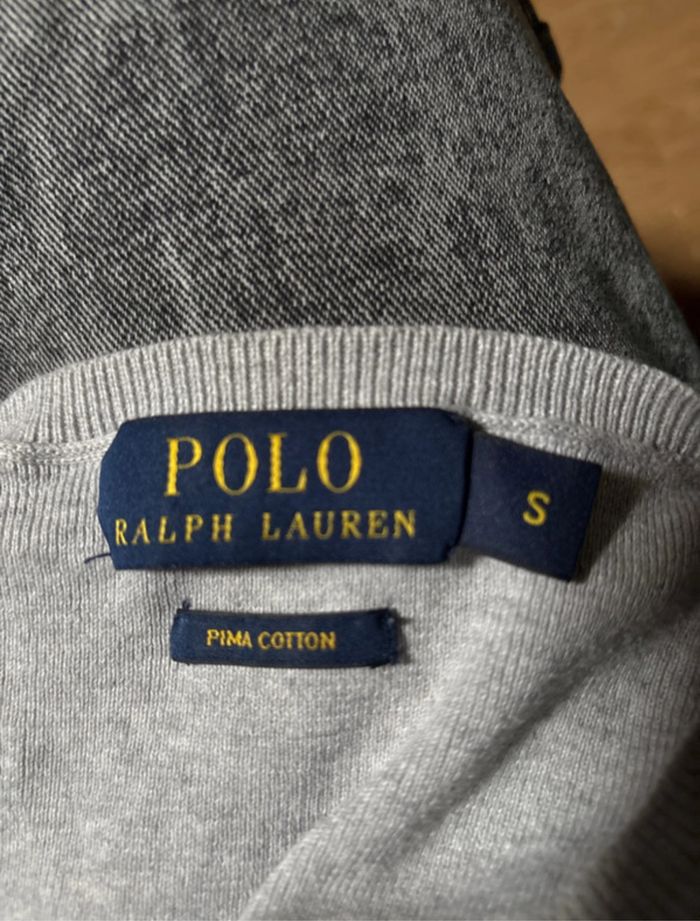 POLO
RALPH LAUREN
S
PIMA COTTON